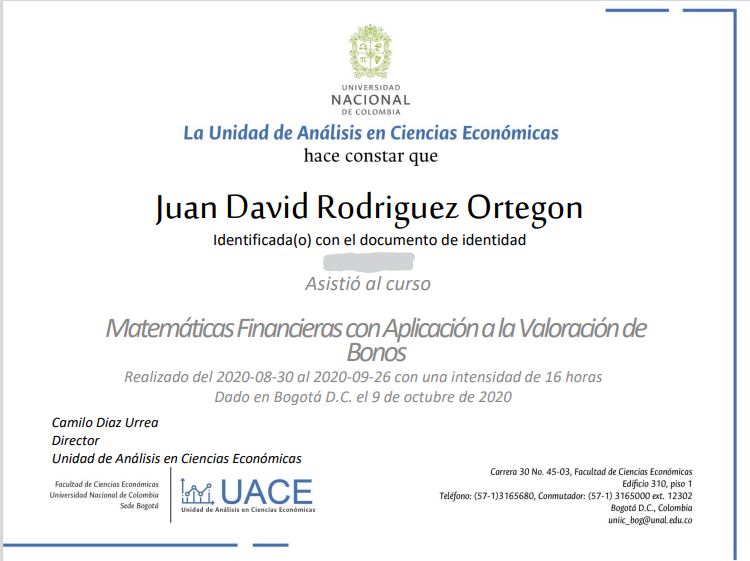 UNIVERSIDAD
NACIONAL
DE COLOMBIA
La Unidad de Análisis en Ciencias Económicas
hace constar que
Juan David Rodriguez Ortegon
Identificada(o) con el documento de identidad
Asistió al curso
Matemáticas Financieras con Aplicación a la Valoración de
Bonos
Realizado del 2020-08-30 al 2020-09-26 con una intensidad de 16 horas
Dado en Bogotá D.C. el 9 de octubre de 2020
Camilo Diaz Urrea
Director
Unidad de Análisis en Ciencias Económicas
Facultad de Ciencias Económicas
Universidad Nacional de Colombia
Sede Bogotá
UACE
Unidad de Análisis en Ciencias Económicas
Carrera 30 No. 45-03, Facultad de Ciencias Económicas
Edificio 310, piso 1
Teléfono: (57-1)3165680, Conmutador: (57-1) 3165000 ext. 12302
Bogotá D.C., Colombia
uniic_bog@unal.edu.co